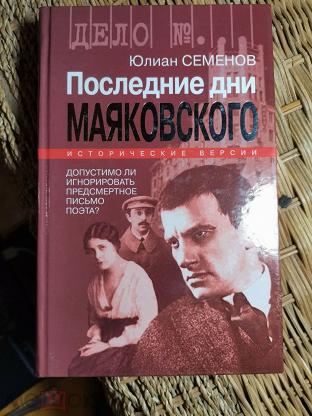 ДЕЛО №...
Юлиан СЕМЕНОВ
Последние дни
МАЯКОВСКОГО
ИСТОРИЧЕСКИЕ ВЕРСИИ
ДОПУСТИМО ЛИ
ИГНОРИРОВАТЬ
ПРЕДСМЕРТНОЕ
ПИСЬМО
ПОЭТА?